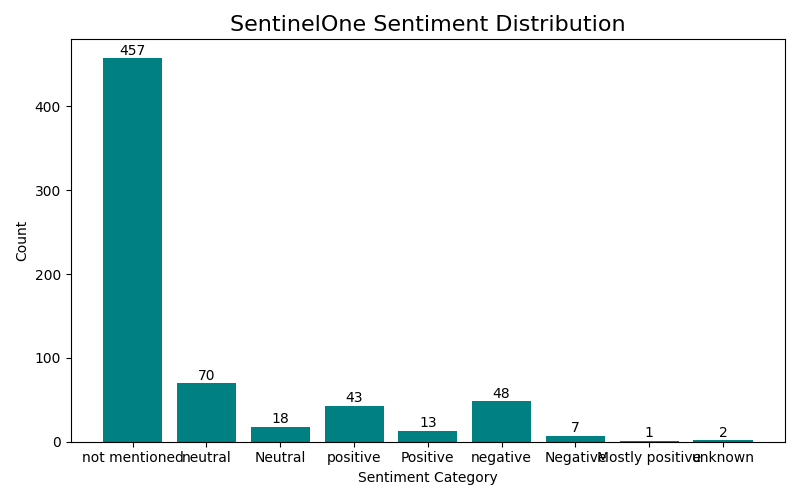 SentinelOne Sentiment Distribution
457
400
300
200
100
0
Count
70
18
43
13
48
7
1
2
not mentioned
neutral
Neutral
positive
Positive
negative
Negative
Mostly positive
unknown
Sentiment Category